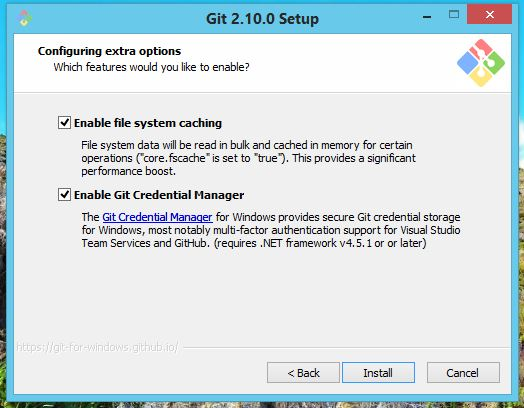 Git 2.10.0 Setup
Configuring extra options
Which features would you like to enable?
Enable file system caching
File system data will be read in bulk and cached in memory for certain
operations ("core.fscache" is set to "true"). This provides a significant
performance boost.
Enable Git Credential Manager
The Git Credential Manager for Windows provides secure Git credential storage
for Windows, most notably multi-factor authentication support for Visual Studio
Team Services and GitHub. (requires .NET framework v4.5.1 or or later)
https://git-for-windows.github.io/
< Back
Install
Cancel